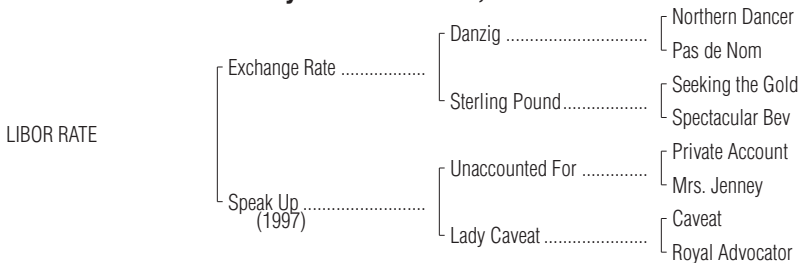 Northern Dancer
Danzig ..............................
Pas de Nom
Exchange Rate ..................
Seeking the Gold
Sterling Pound..................
Spectacular Bev
LIBOR RATE
Private Account
Unaccounted For ..............
Mrs. Jenney
Speak Up ..........................
(1997)
Caveat
Lady Caveat ......................
Royal Advocator